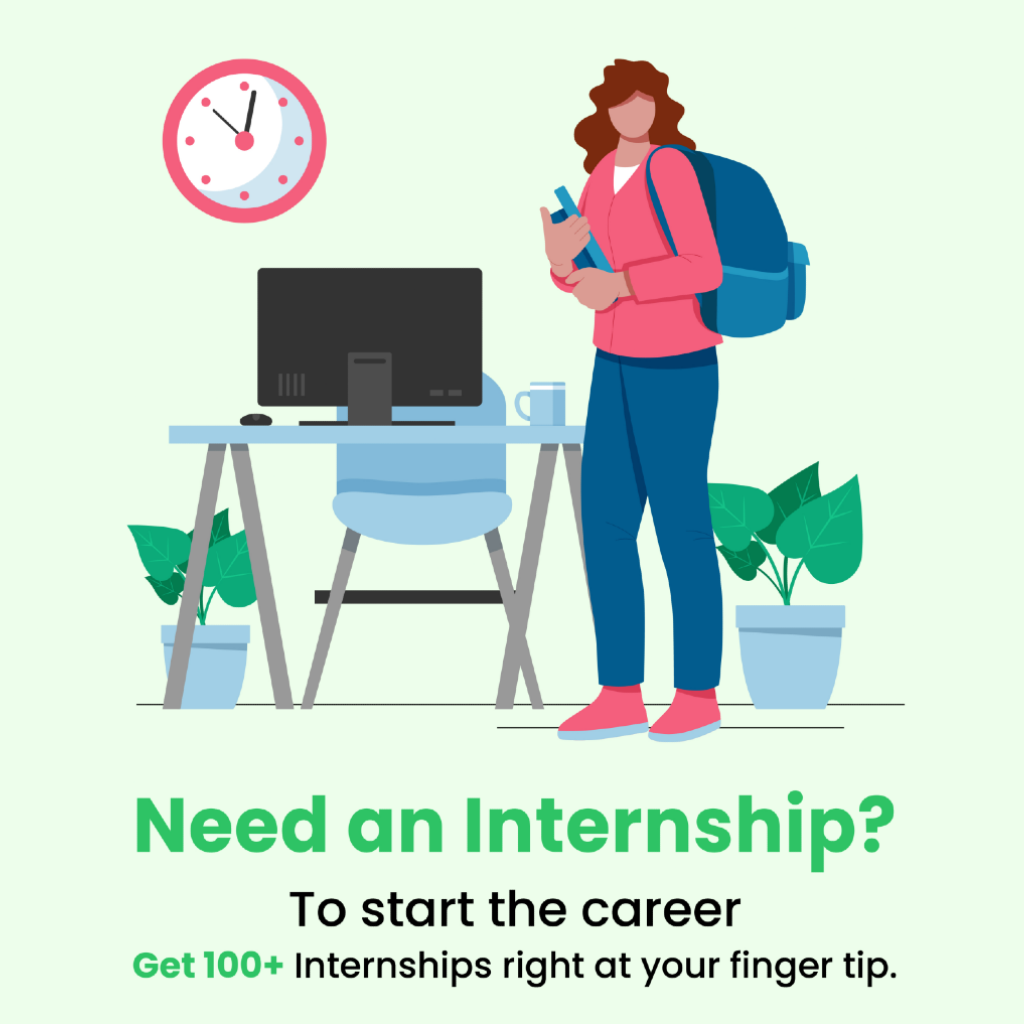 Need an Internship?
To start the career
Get 100+ Internships right at your finger tip.